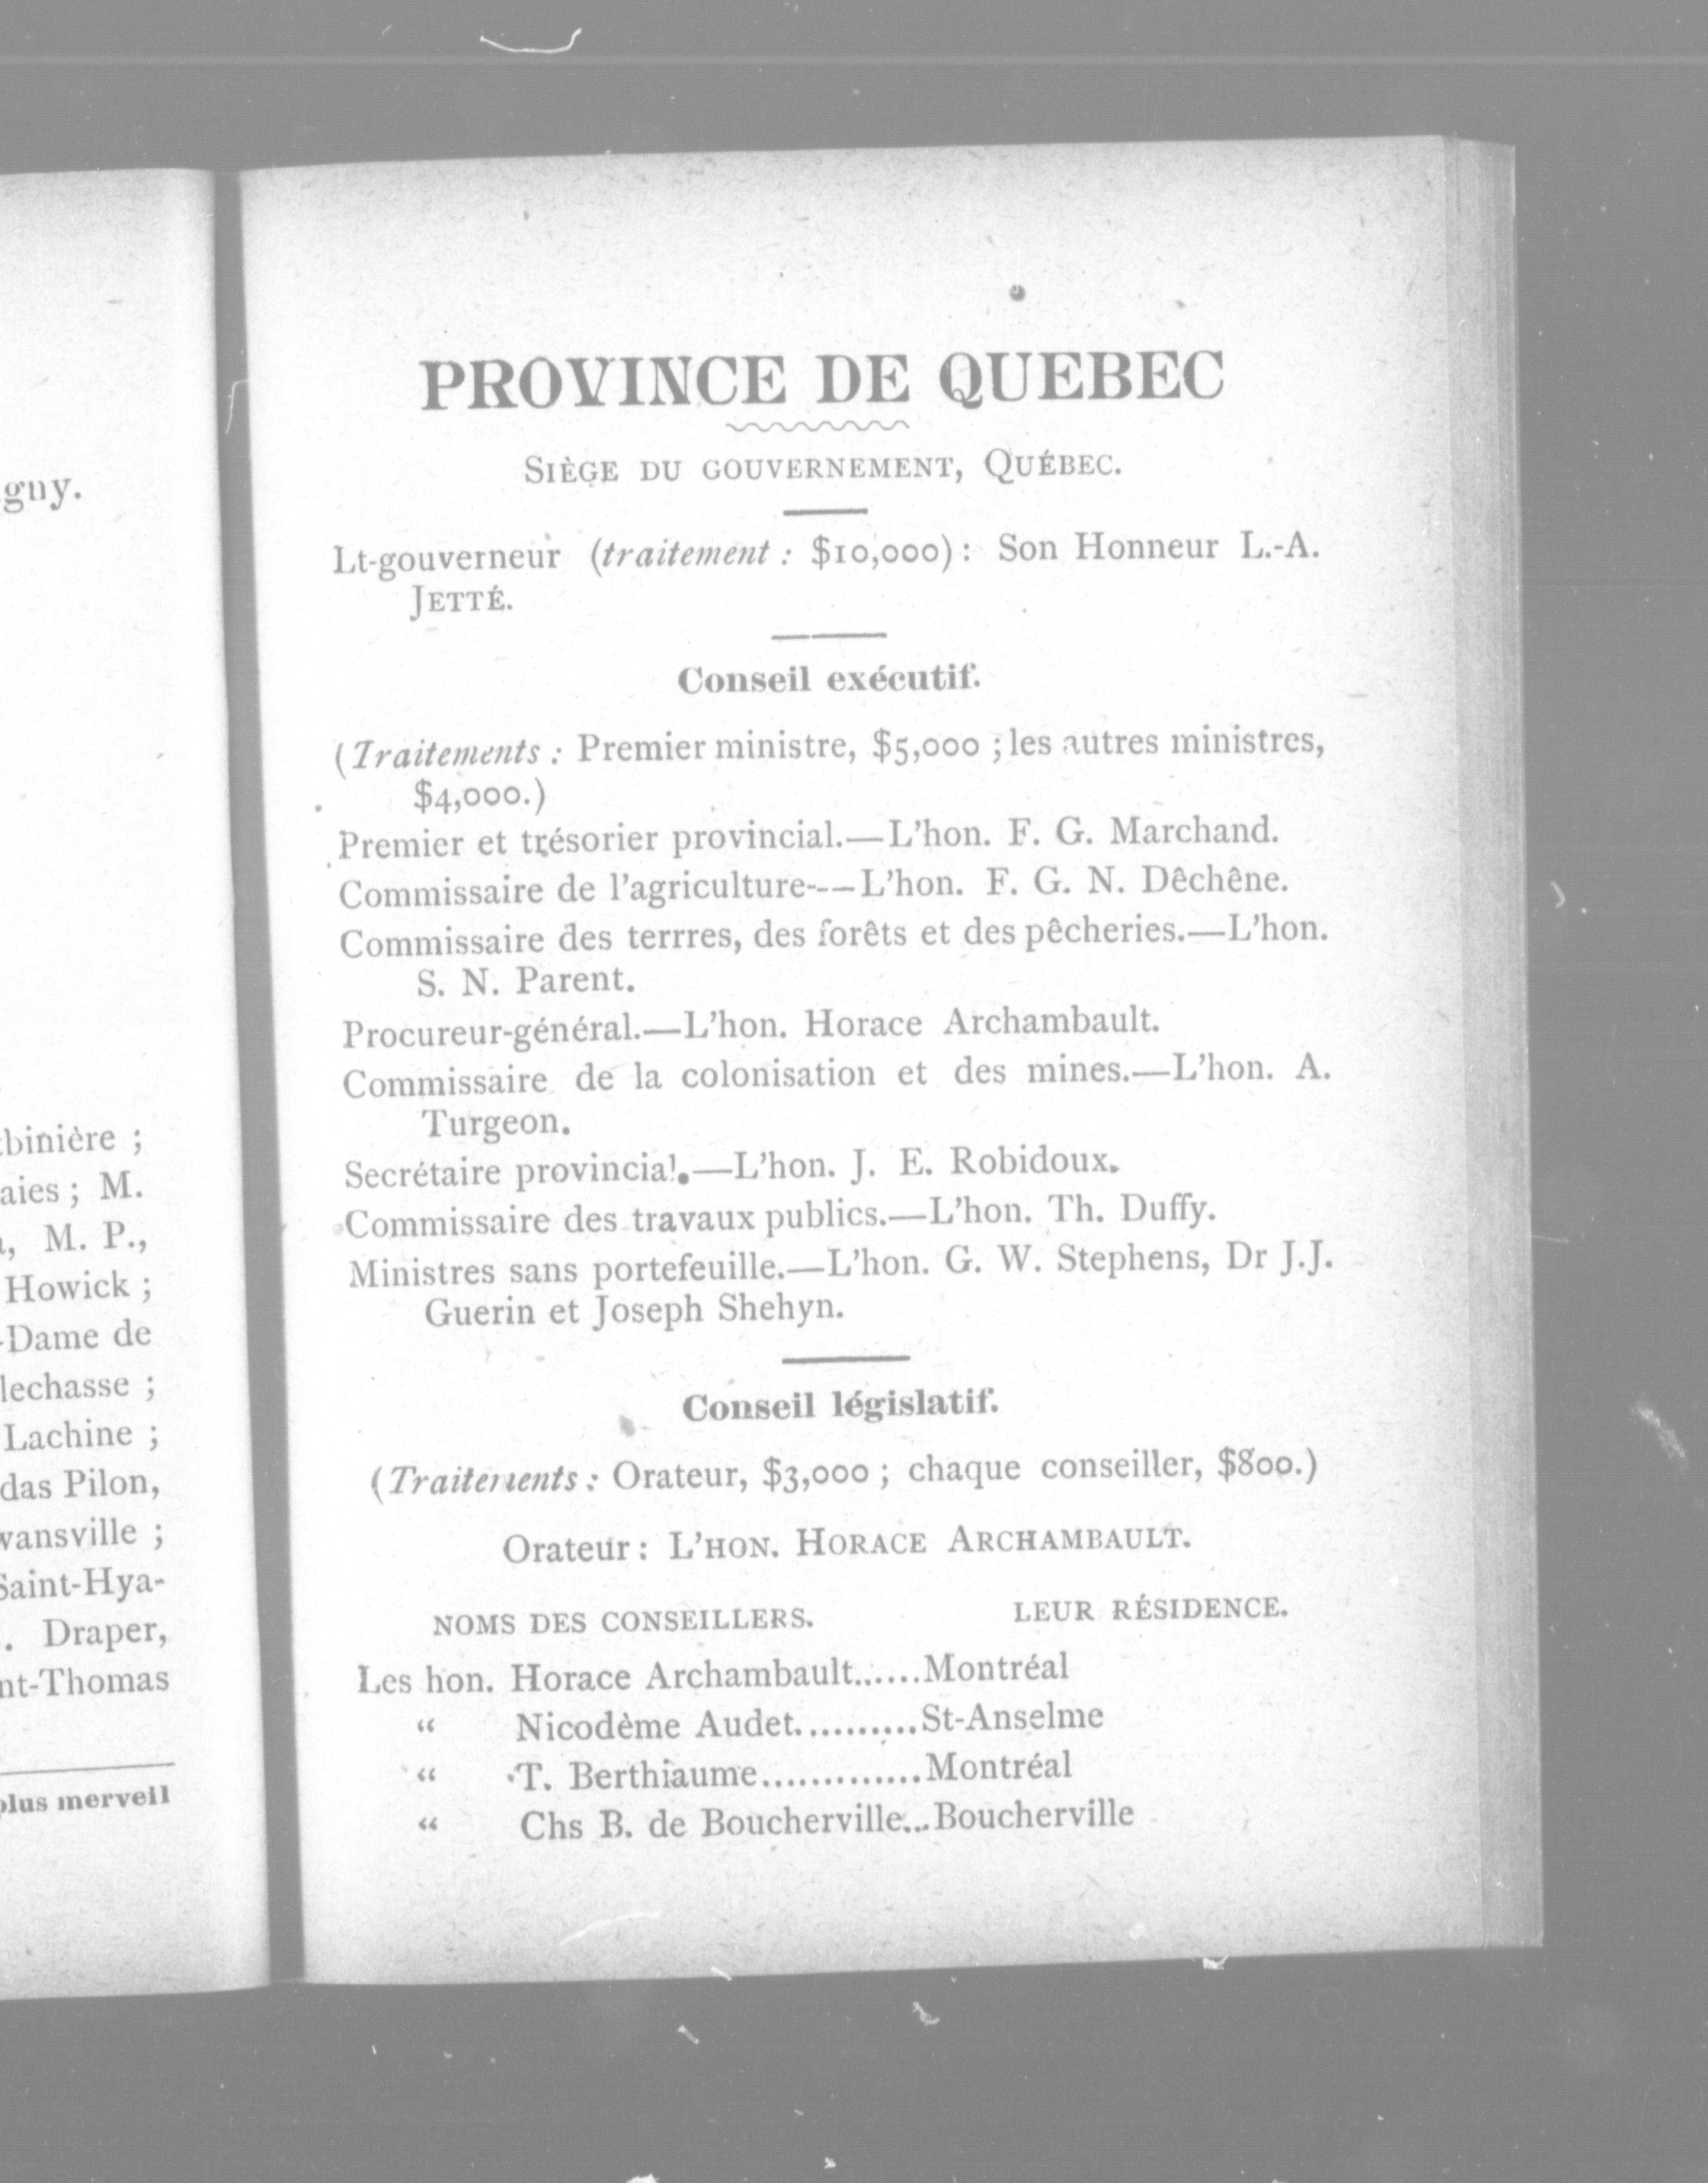 gny.
binière ;
aies ; M.
M. P.,
Howick ;
-Dame de
lechasse ;
Lachine ;
das Pilon,
wansville ;
Saint-Hya-
. Draper,
nt-Thomas
plus merveil
PROVINCE DE QUEBEC
SIÈGE DU GOUVERNEMENT, QUÉBEC.
Lt-gouverneur (traitement : $10,000) : Son Honneur L.-A.
JETTÉ.
Conseil exécutif.
(Traitements : Premier ministre, $5,000 ; les autres ministres,
$4,000.)
Premier et trésorier provincial.—L'hon. F. G. Marchand.
Commissaire de l'agriculture-—L'hon. F. G. N. Dêchêne.
Commissaire des terrres, des forêts et des pêcheries.—L'hon.
S. N. Parent.
Procureur-général.—L'hon. Horace Archambault.
Commissaire de la colonisation et des mines.—L'hon. A.
Turgeon.
Secrétaire provincial.—L'hon. J. E. Robidoux.
Commissaire des travaux publics.—L'hon. Th. Duffy.
Ministres sans portefeuille.—L'hon. G. W. Stephens, Dr J.J.
Guerin et Joseph Shehyn.
Conseil législatif.
(Traitements : Orateur, $3,000 ; chaque conseiller, $800.)
Orateur : L'HON. HORACE ARCHAMBAULT.
NOMS DES CONSEILLERS. LEUR RÉSIDENCE.
Les hon. Horace Archambault......Montréal
“ Nicodème Audet..........St-Anselme
“ T. Berthiaume.............Montréal
“ Chs B. de Boucherville...Boucherville